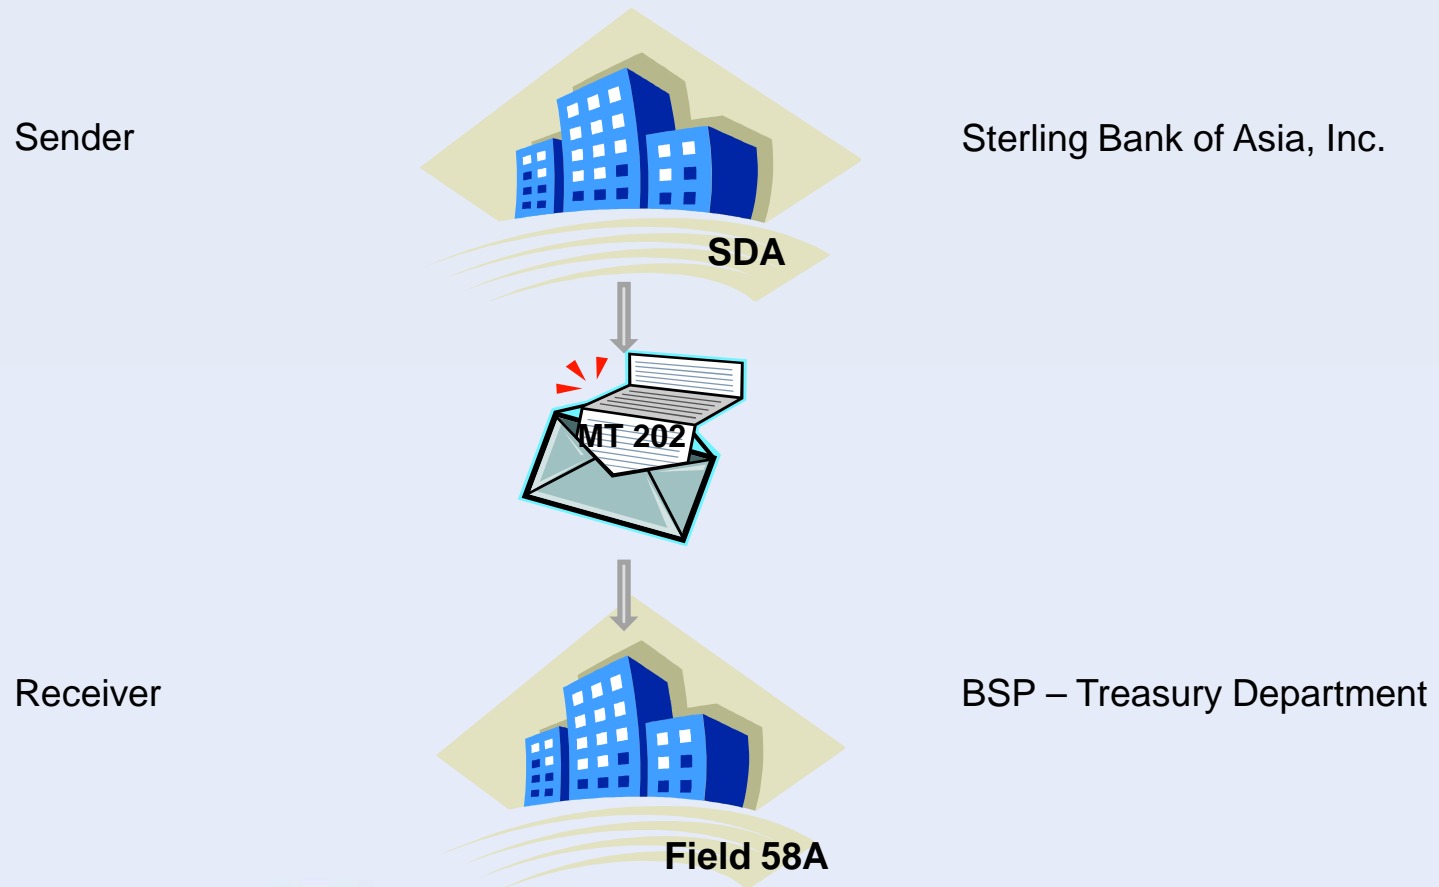 Sender
Sterling Bank of Asia, Inc.
SDA
MT 202
Receiver
BSP – Treasury Department
Field 58A